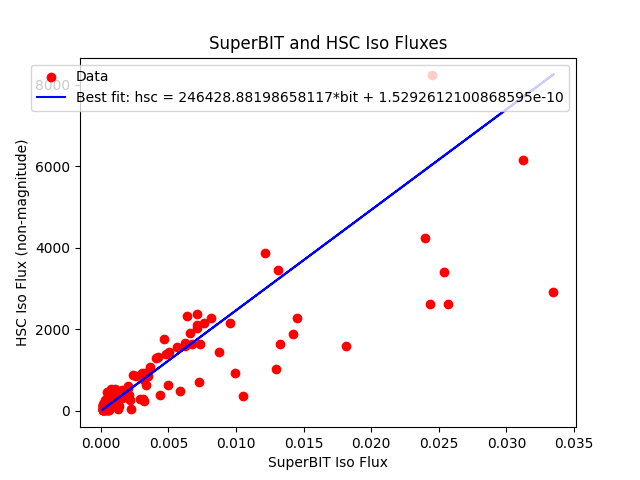 SuperBIT and HSC Iso Fluxes
Data
Best fit: hsc = 246428.88198658117*bit + 1.5292612100868595e-10
HSC Iso Flux (non-magnitude)
8000
6000
4000
2000
0
0.000 0.005 0.010 0.015 0.020 0.025 0.030 0.035
SuperBIT Iso Flux